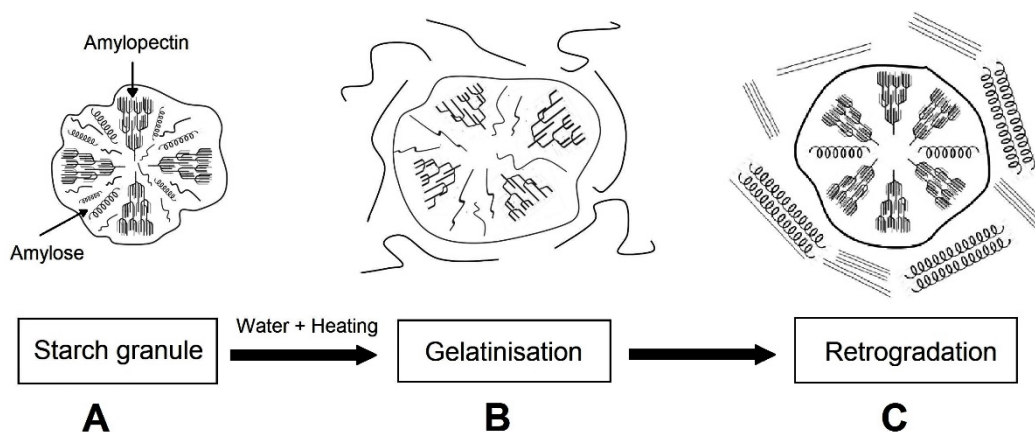 Amylopectin
Amylose
Water + Heating
Starch granule
Gelatinisation
Retrogradation
A
B
C